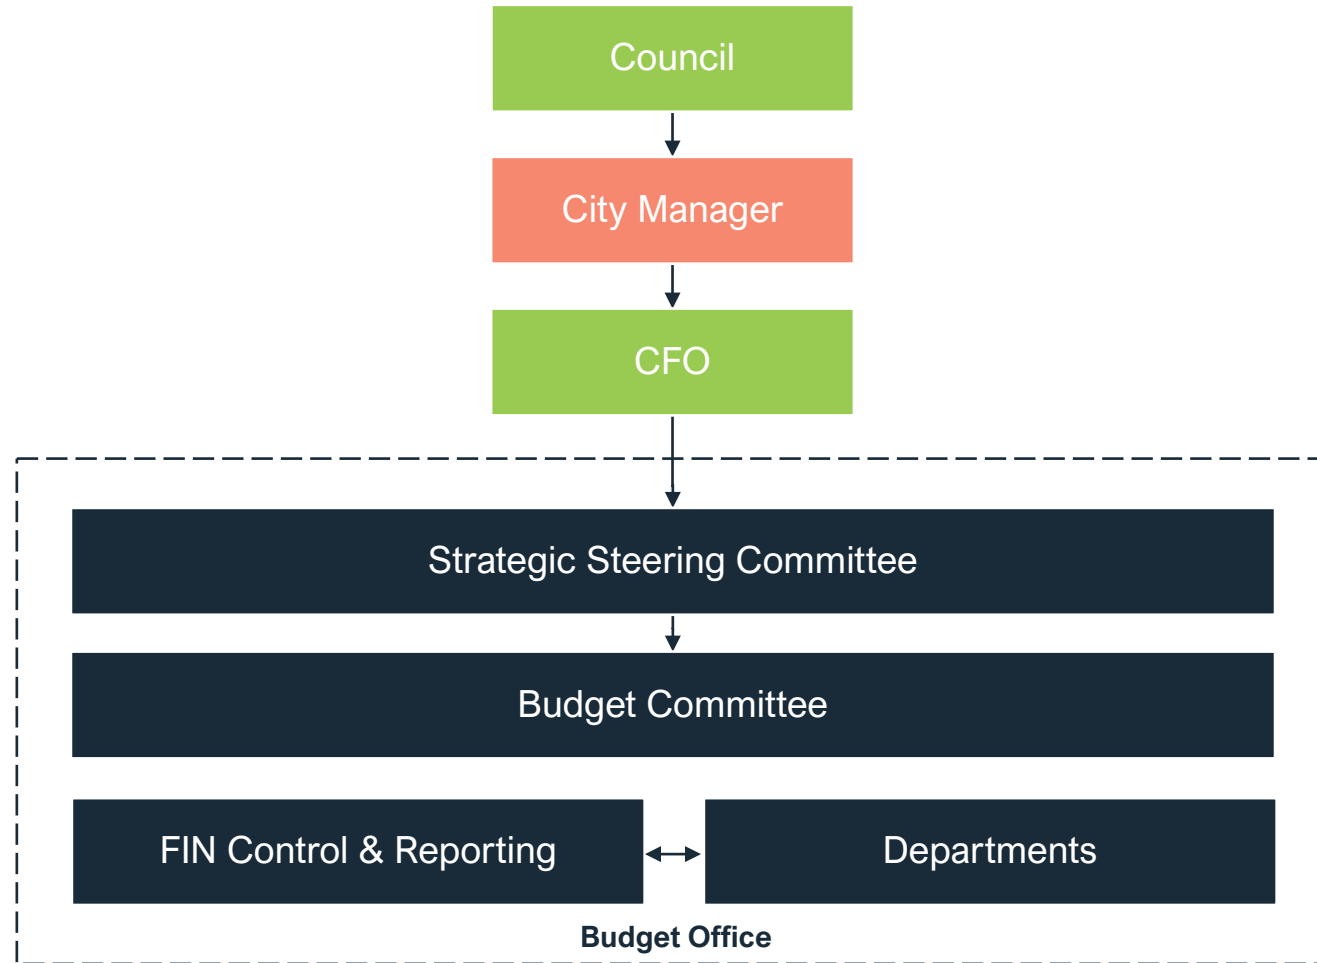 Council
City Manager
CFO
Strategic Steering Committee
Budget Committee
FIN Control & Reporting
Departments
Budget Office